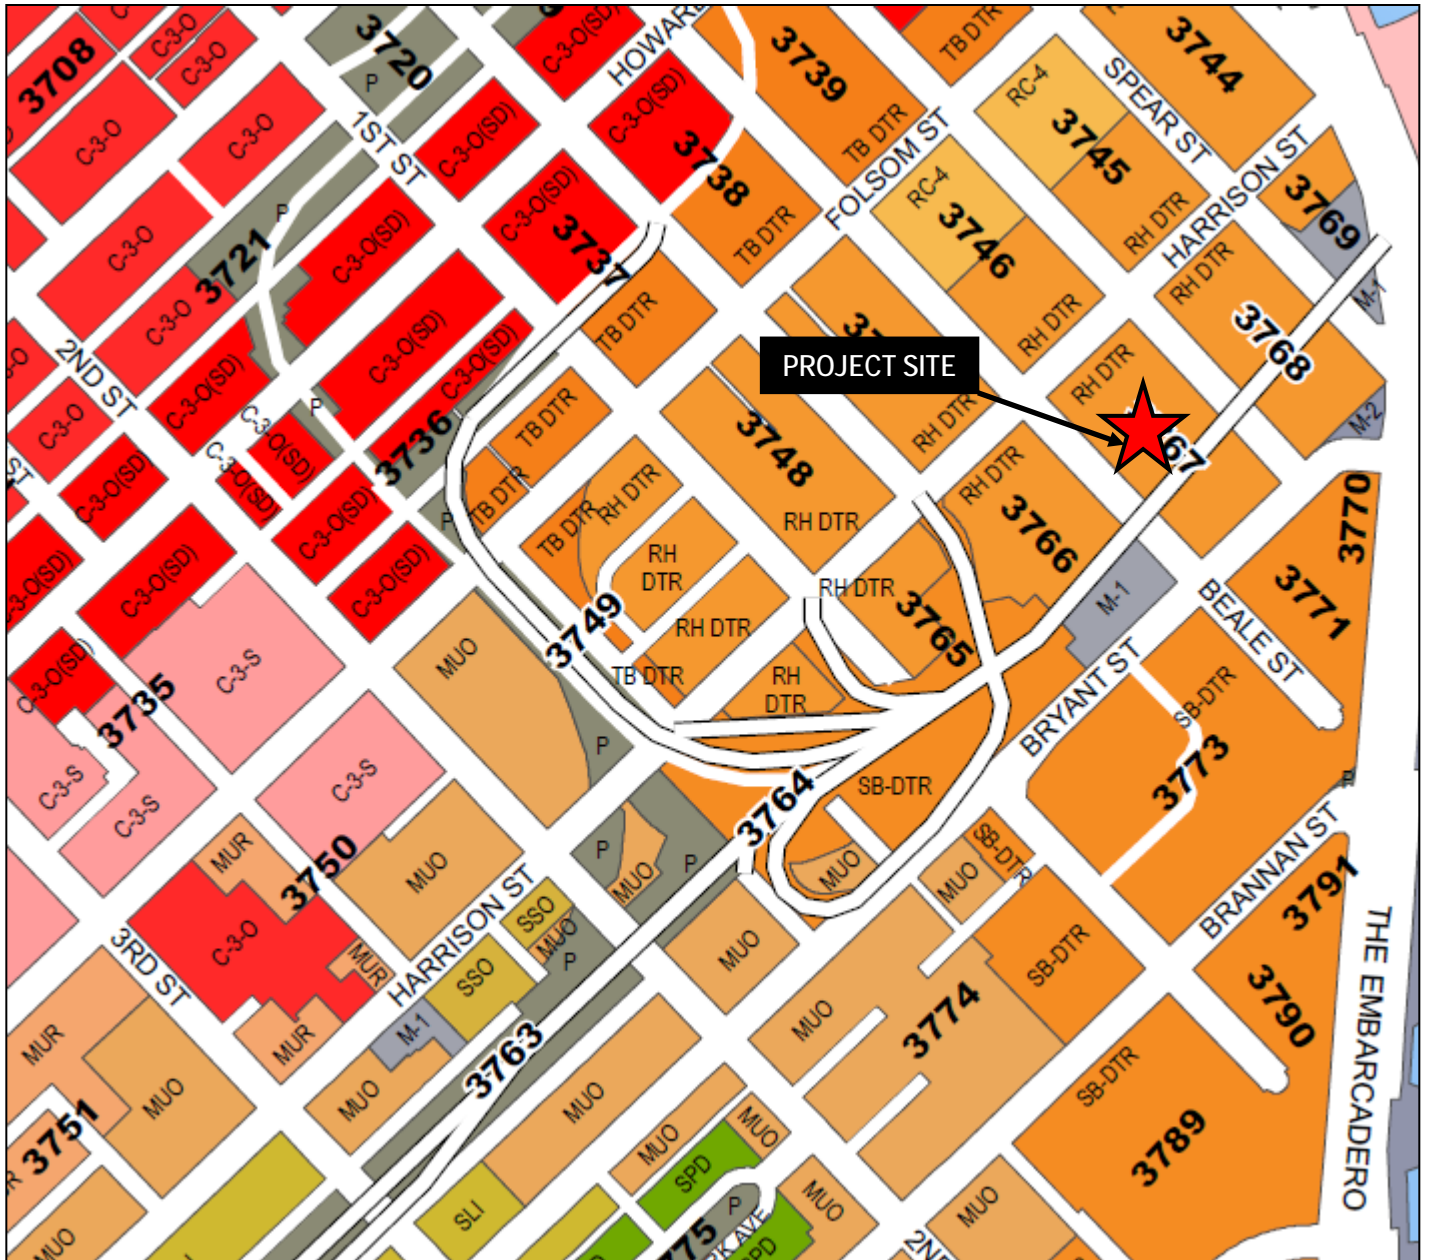 3708
C-3-O
C-3-O
C-3-O
C-3-O
3720
P
C-3-O(SD)
HOWARD
3739
TB DTR
TB DTR
3744
RC-4
3745
SPEAR ST
RH DTR
HARRISON ST
3769
M-1
1ST ST
C-3-O(SD)
C-3-O(SD)
3738
TB DTR
FOLSOM ST
RC-4
3746
RH DTR
RH DTR
3768
M-2
C-3-O
3721
P
C-3-O(SD)
C-3-O(SD)
3737
TB DTR
C-3-O
2ND ST
C-3-O(SD)
C-3-O(SD)
C-3-O(SD)
P
PROJECT SITE
RH DTR
RH DTR
67
C-3-O
C-3-O(SD)
C-3-O(SD)
C-3-O(SD)
3736
P
TB DTR
TB DTR
TB DTR
RH DTR
3748
RH DTR
RH DTR
3766
3770
C-3-O(SD)
C-3-O(SD)
C-3-O(SD)
C-3-O(SD)
C-3-O(SD)
3749
RH
DTR
RH DTR
TB DTR
RH DTR
3765
RH
DTR
M-1
BEALE ST
3771
BRYANT ST
C-3-O(SD)
3735
C-3-S
C-3-S
C-3-S
C-3-S
MUO
P
3764
SB-DTR
MUO
SB-DTR
3773
P
BRANNAN ST
3791
MUR
3750
MUO
P
MUO
P
SB-DTR
MUO
3RD ST
C-3-O
MUR
MUR
HARRISON ST
SSO
SSO
MUO
P
MUO
SB-DTR
3790
THE EMBARCADERO
MUR
MUO
3751
M-1
MUO
3763
MUO
MUO
3774
SB-DTR
3789
MUO
MUO
SPD
MUO
P
MUO
MUO
SLI